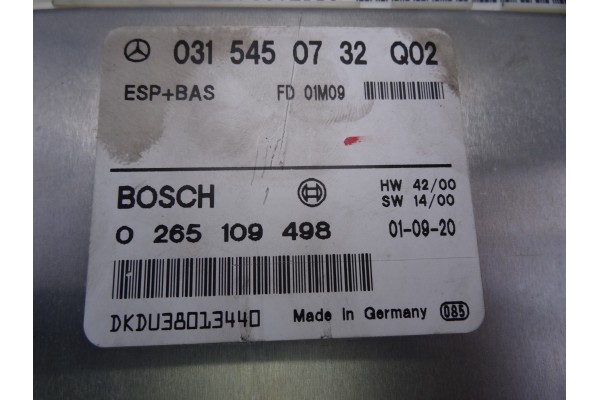 031 545 07 32 Q02
ESP+BAS FD 01M09
BOSCH HW 42/00
SW 14/00
0 265 109 498 01-09-20
DKDU38013440 Made in Germany 085